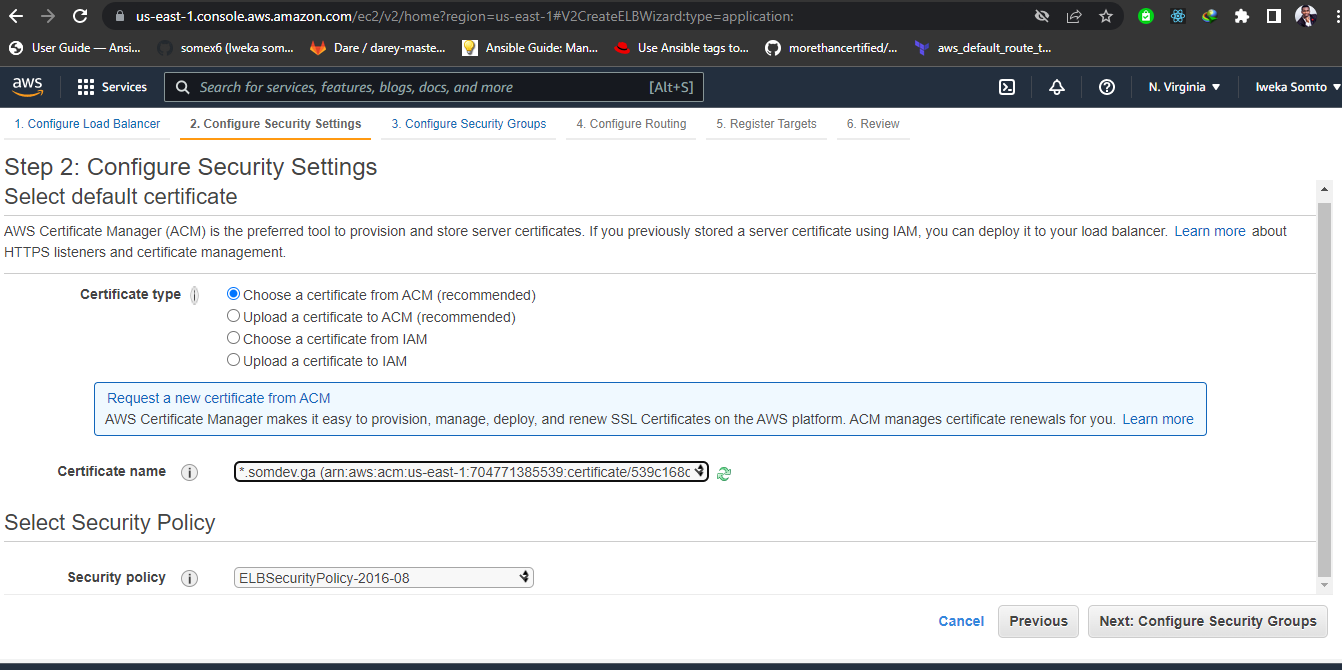 us-east-1.console.aws.amazon.com/ec2/v2/home?region=us-east-1#V2CreateELBWizard:type=application:
User Guide — Ansi... somex6 (Iweka som... Dare / darey-maste... Ansible Guide: Man... Use Ansible tags to... morethancertified/... aws_default_route_t...
aws Services Search for services, features, blogs, docs, and more [Alt+S] N. Virginia ▼ Iweka Somto ▼
1. Configure Load Balancer 2. Configure Security Settings 3. Configure Security Groups 4. Configure Routing 5. Register Targets 6. Review
Step 2: Configure Security Settings
Select default certificate
AWS Certificate Manager (ACM) is the preferred tool to provision and store server certificates. If you previously stored a server certificate using IAM, you can deploy it to your load balancer. Learn more about
HTTPS listeners and certificate management.
Certificate type i Choose a certificate from ACM (recommended)
Upload a certificate to ACM (recommended)
Choose a certificate from IAM
Upload a certificate to IAM
Request a new certificate from ACM
AWS Certificate Manager makes it easy to provision, manage, deploy, and renew SSL Certificates on the AWS platform. ACM manages certificate renewals for you. Learn more
Certificate name i *.somdev.ga (arn:aws:acm:us-east-1:704771385539:certificate/539c168c
Select Security Policy
Security policy i ELBSecurityPolicy-2016-08
Cancel Previous Next: Configure Security Groups